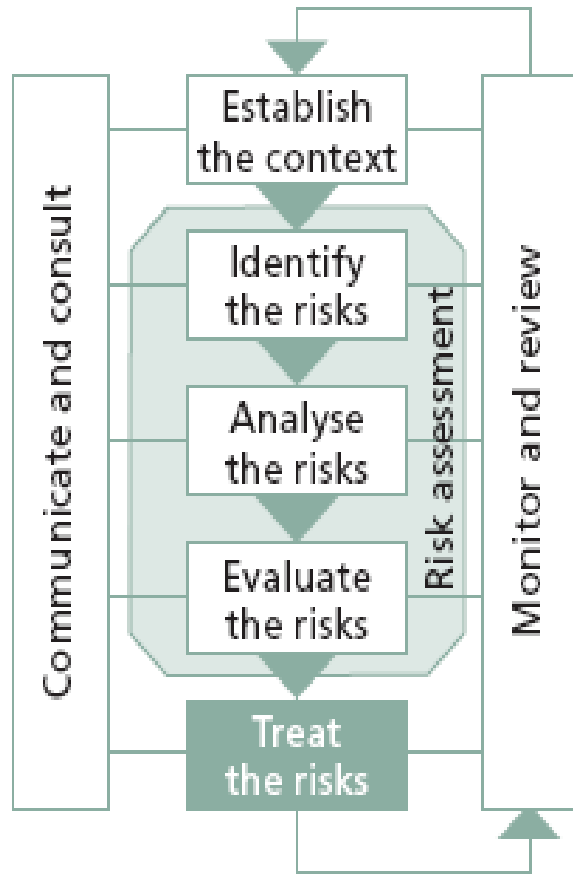 Communicate and consult
Establish
the context
Identify
the risks
Analyse
the risks
Evaluate
the risks
Risk assessment
Treat
the risks
Monitor and review